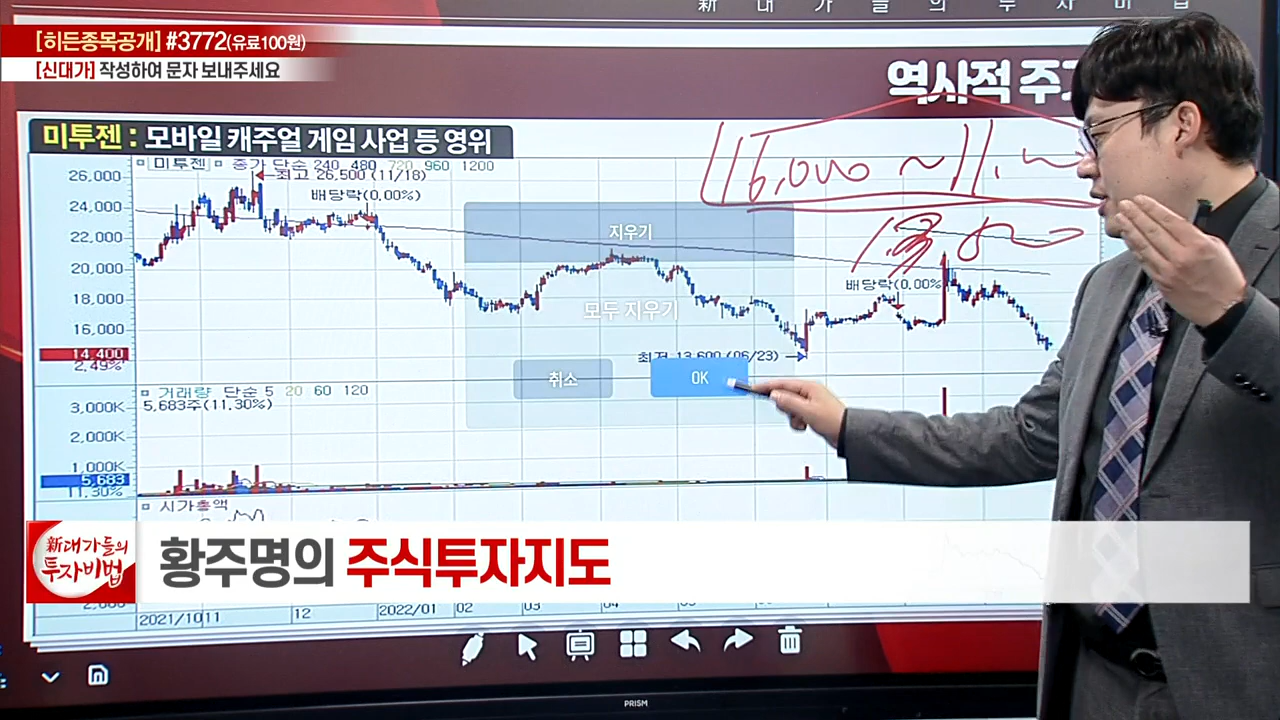 新 대 가 들 의 투 자 비 법
[히든종목공개] #3772(유료100원)
[신대가] 작성하여 문자 보내주세요
역사적 주가
미투젠 : 모바일 캐주얼 게임 사업 등 영위
미투젠 종가 단순 240 480 720 960 1200
최고 26,500 (11/18)
배당락(0.00%)
26,000
24,000
22,000
20,000
18,000
16,000
14,400
2.49%
16,000 ~ 11,
지우기
모두 지우기
취소
OK
배당락(0.00%
최저 13,600 (06/23)
거래량 단순 5 20 60 120
5,683주(11.30%)
3,000K
2,000K
1,000K
5,683
11.30%
시가총액
新대가들의
투자비법
황주명의 주식투자지도
2021/10 11 12 2022/01 02 03 04 05
PRISM